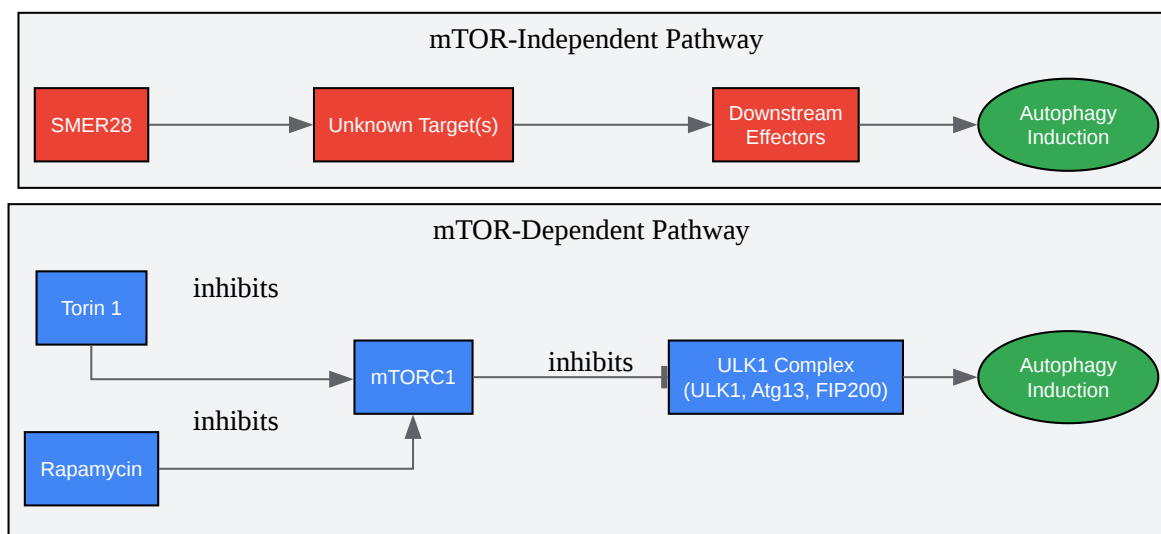 mTOR-Independent Pathway
SMER28
Unknown Target(s)
Downstream
Effectors
Autophagy
Induction
mTOR-Dependent Pathway
Torin 1
inhibits
mTORC1
inhibits
ULK1 Complex
(ULK1, Atg13, FIP200)
Autophagy
Induction
inhibits
Rapamycin